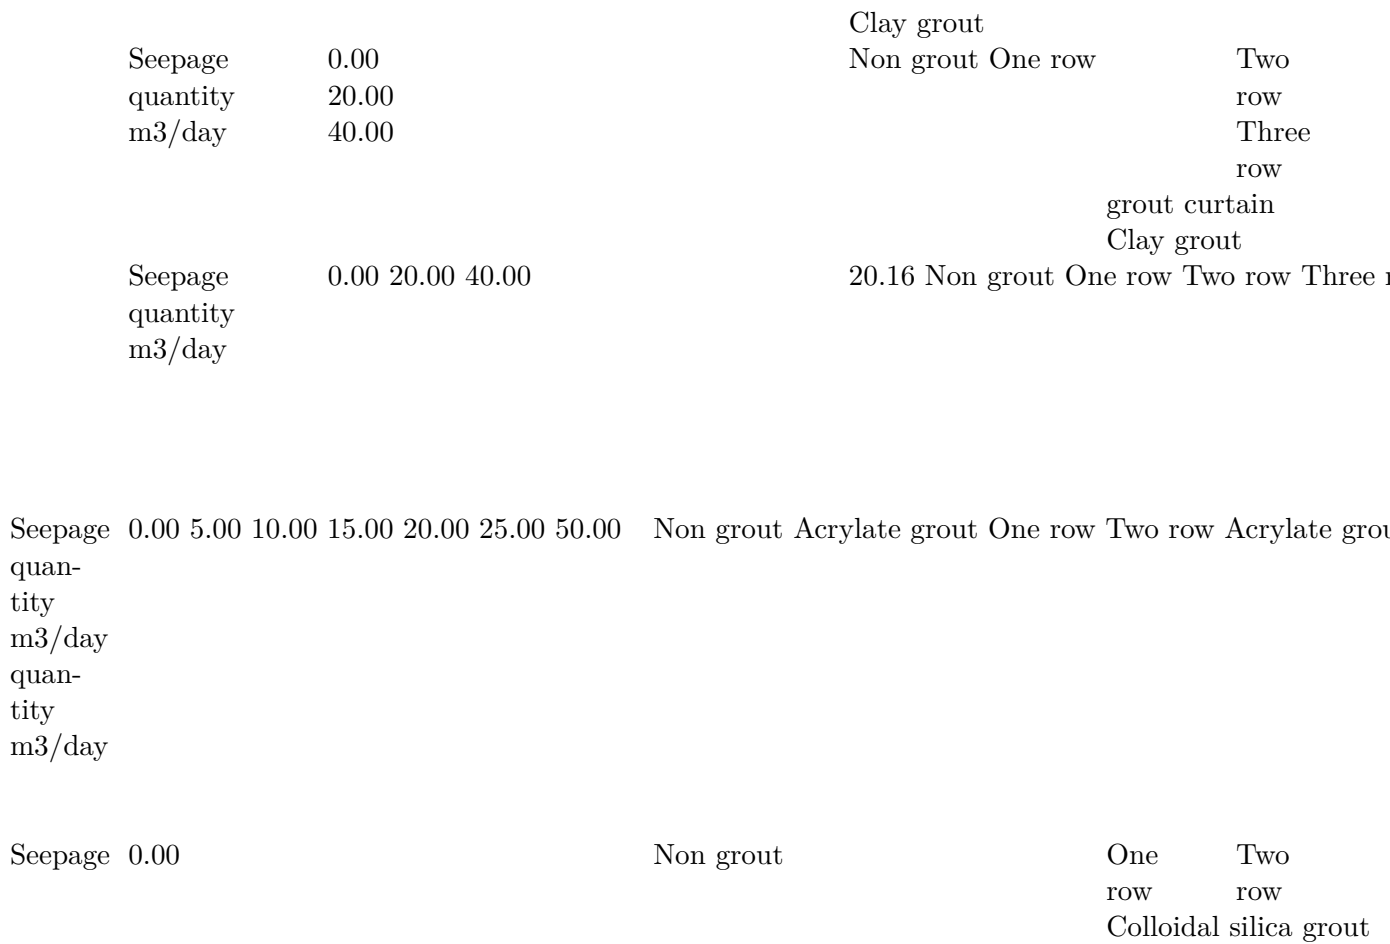 Clay grout
Seepage 0.00 Non grout One row Two
quantity 20.00 row
m3/day 40.00 Three
row
grout curtain
Clay grout
Seepage 0.00 20.00 40.00 20.16 Non grout One row Two row Three
quantity
m3/day
Seepage 0.00 5.00 10.00 15.00 20.00 25.00 50.00 Non grout Acrylate grout One row Two row Acrylate
quan-
tity
m3/day
quan-
tity
m3/day
Seepage 0.00 Non grout One Two
row row
Colloidal silica grout